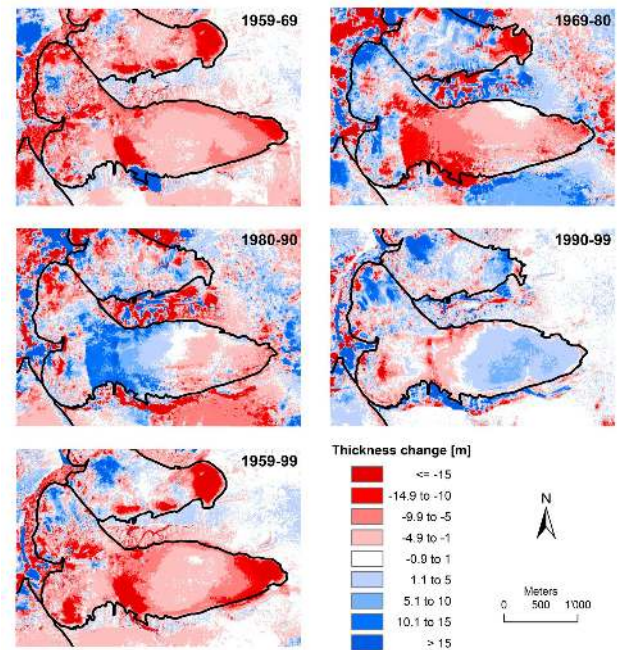 1959-69
1969-80
1980-90
1990-99
1959-99
Thickness change [m]
<= -15
-14.9 to -10
-9.9 to -5
-4.9 to -1
-0.9 to 1
1.1 to 5
5.1 to 10
10.1 to 15
> 15
N
Meters
0 500 1'000